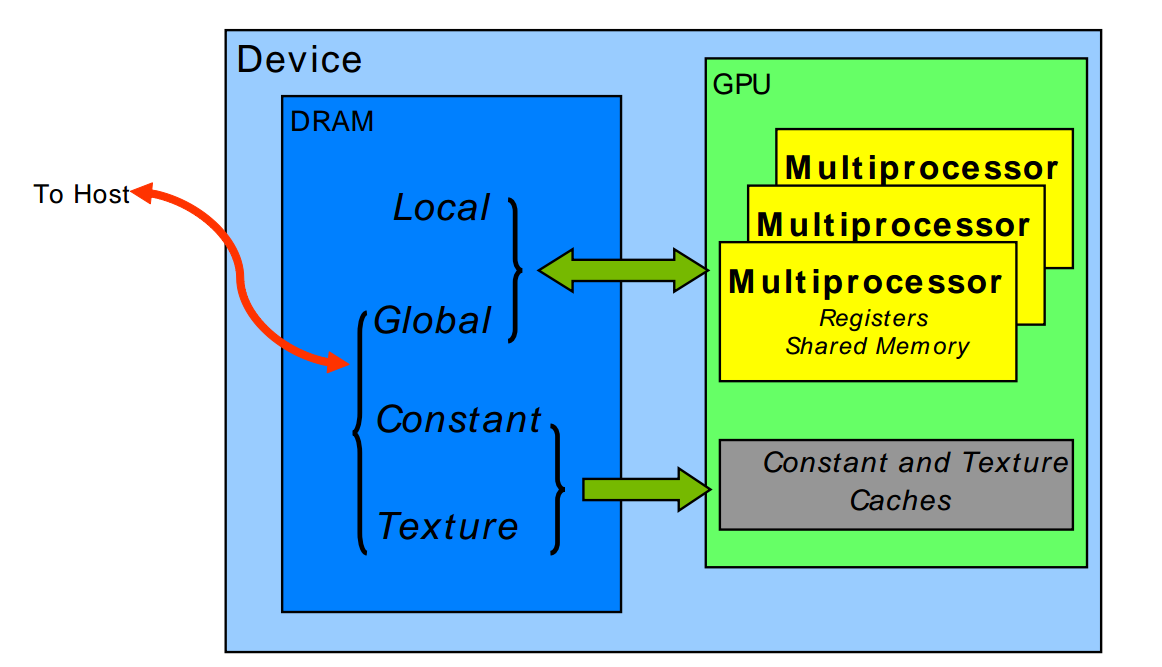 Device
GPU
DRAM
To Host
Local
Global
Constant
Texture
Multiprocessor
Multiprocessor
Multiprocessor
Registers
Shared Memory
Constant and Texture
Caches